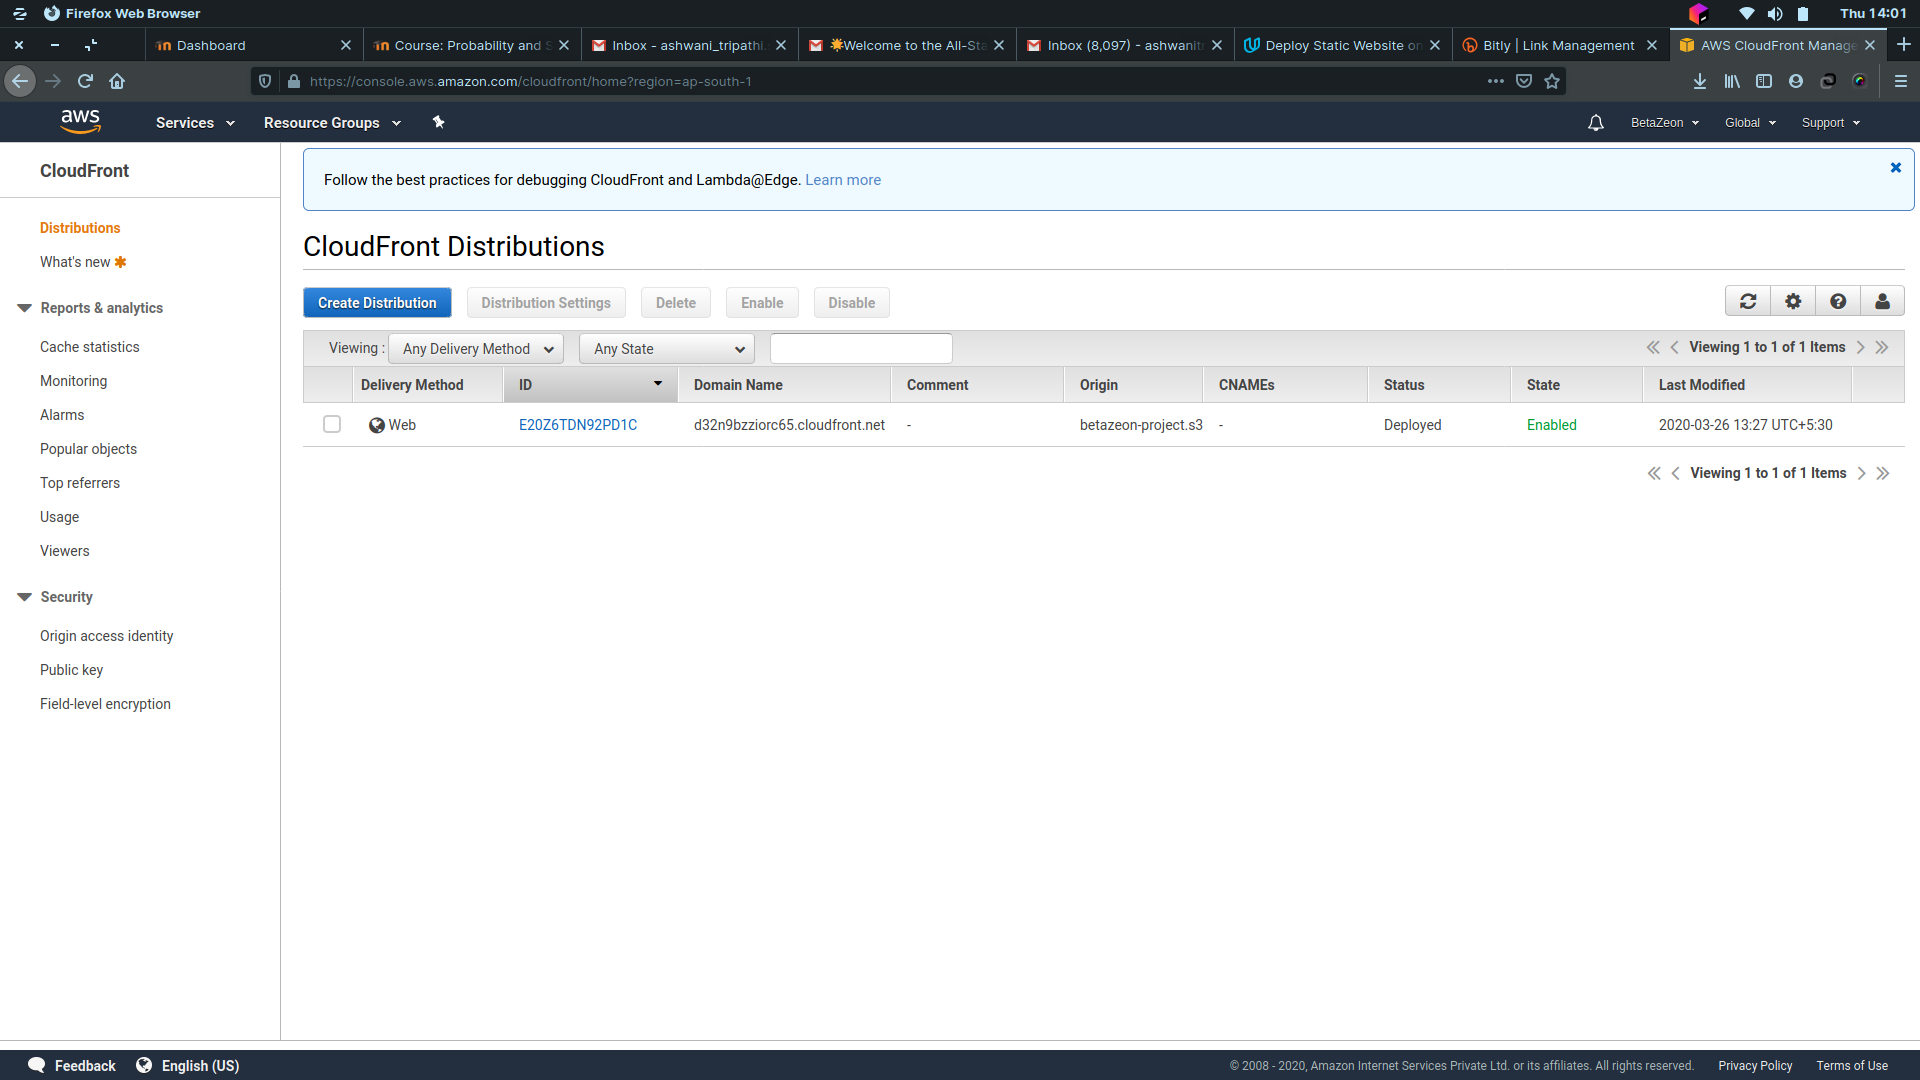 Firefox Web Browser
Thu 14:01
Dashboard
Course: Probability and S
Inbox - ashwani_tripathi.
Welcome to the All-Sta
Inbox (8,097) - ashwanitr
Deploy Static Website on
Bitly | Link Management
AWS CloudFront Manage
https://console.aws.amazon.com/cloudfront/home?region=ap-south-1
aws
Services
Resource Groups
BetaZeon
Global
Support
CloudFront
Distributions
What's new
Reports & analytics
Cache statistics
Monitoring
Alarms
Popular objects
Top referrers
Usage
Viewers
Security
Origin access identity
Public key
Field-level encryption
Follow the best practices for debugging CloudFront and Lambda@Edge. Learn more
CloudFront Distributions
Create Distribution
Distribution Settings
Delete
Enable
Disable
Viewing :
Any Delivery Method
Any State
Viewing 1 to 1 of 1 Items
Delivery Method ID Domain Name Comment Origin CNAMEs Status State Last Modified
Web E20Z6TDN92PD1C d32n9bzziorc65.cloudfront.net - betazeon-project.s3 - Deployed Enabled 2020-03-26 13:27 UTC+5:30
Viewing 1 to 1 of 1 Items
Feedback
English (US)
© 2008 - 2020, Amazon Internet Services Private Ltd. or its affiliates. All rights reserved.
Privacy Policy
Terms of Use